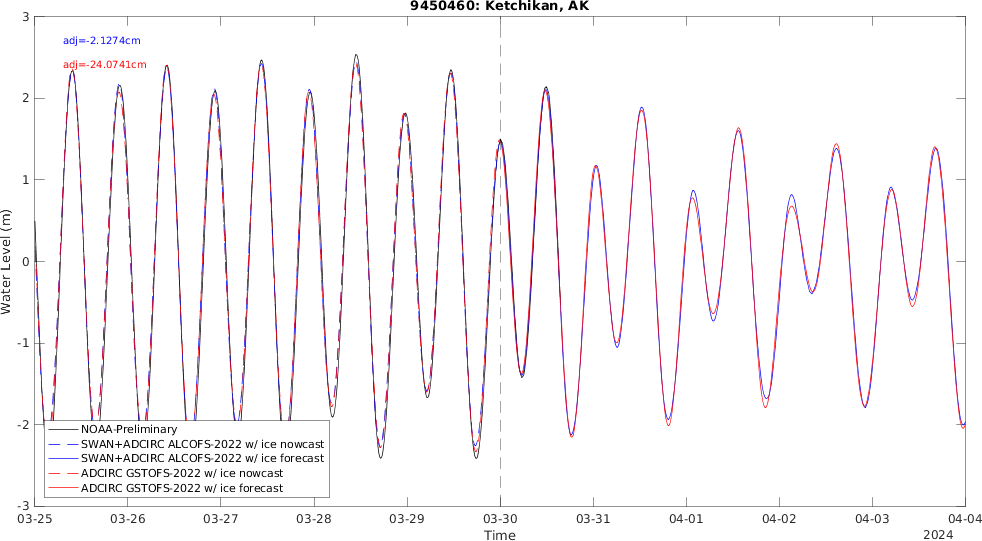 9450460: Ketchikan, AK
adj=-2.1274cm
adj=-24.0741cm
Water Level (m)
3
2
1
0
-1
-2
-3
NOAA-Preliminary
SWAN+ADCIRC ALCOFS-2022 w/ ice nowcast
SWAN+ADCIRC ALCOFS-2022 w/ ice forecast
ADCIRC GSTOFS-2022 w/ ice nowcast
ADCIRC GSTOFS-2022 w/ ice forecast
03-25 03-26 03-27 03-28 03-29 03-30 03-31 04-01 04-02 04-03 04-04
Time
2024